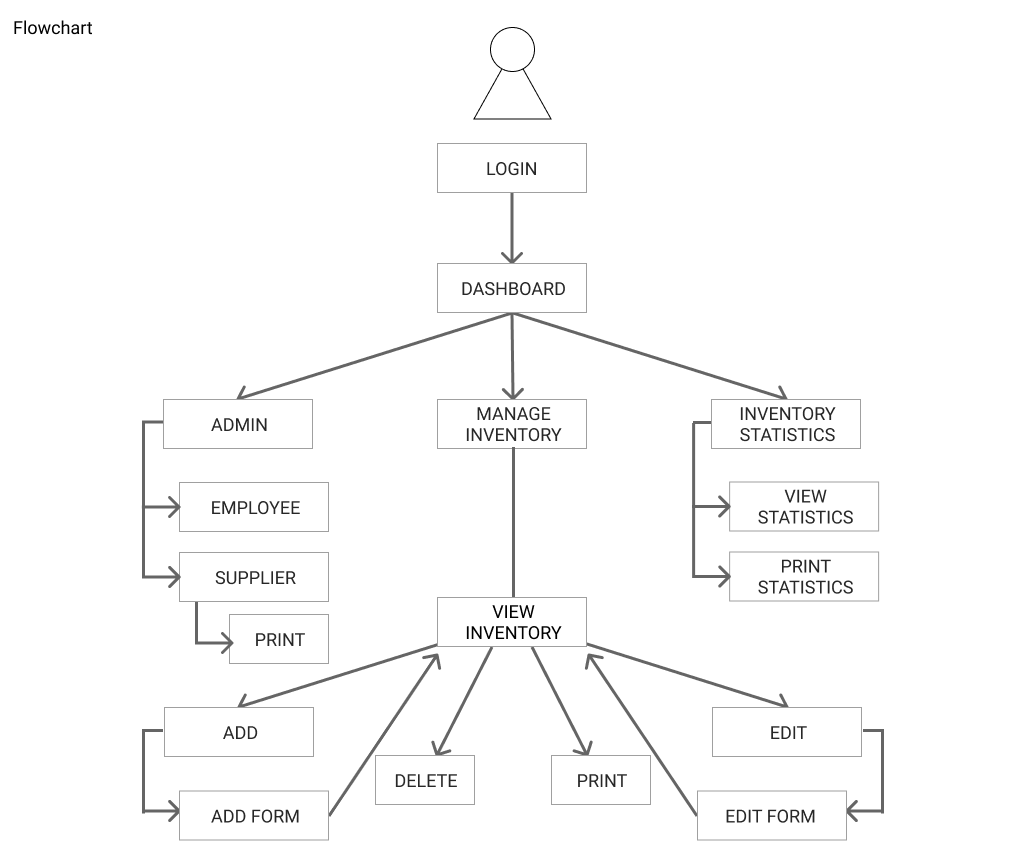 Flowchart
LOGIN
DASHBOARD
ADMIN
MANAGE
INVENTORY
INVENTORY
STATISTICS
EMPLOYEE
VIEW
STATISTICS
SUPPLIER
PRINT
STATISTICS
PRINT
VIEW
INVENTORY
ADD
EDIT
DELETE
PRINT
ADD FORM
EDIT FORM